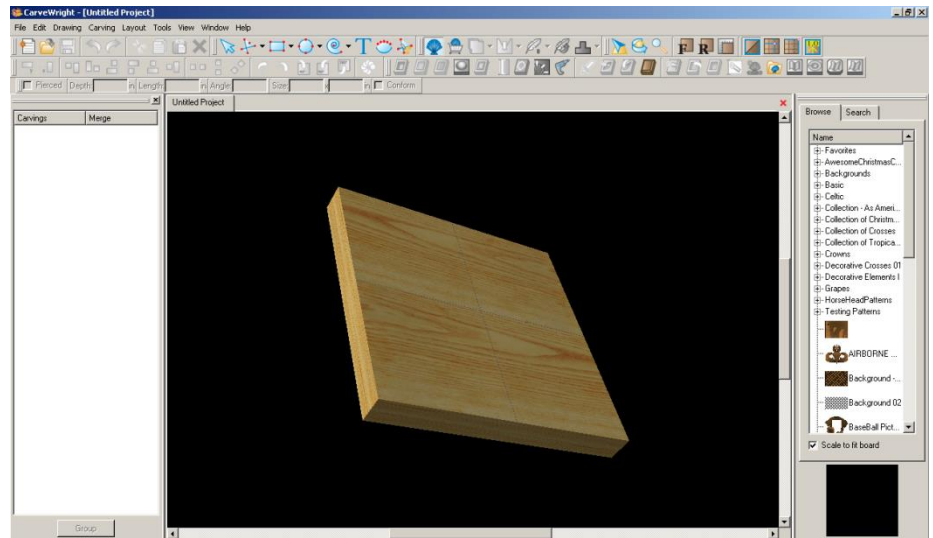 CarveWright - [Untitled Project]
File Edit Drawing Carving Layout Tools View Window Help
T F R
Pierced Depth: in Length: in Angle: Size: in Conform
Untitled Project
Carvings Merge
Group
Browse Search
Name
Favorites
AwesomeChristmasC...
Backgrounds
Basic
Celtic
Collection - As Ameri...
Collection of Christm...
Collection of Crosses
Collection of Tropica...
Crowns
Decorative Crosses 01
Decorative Elements I
Grapes
HorseHeadPatterns
Testing Patterns
AIRBORNE ...
Background -...
Background 02
BaseBall Pict...
Scale to fit board